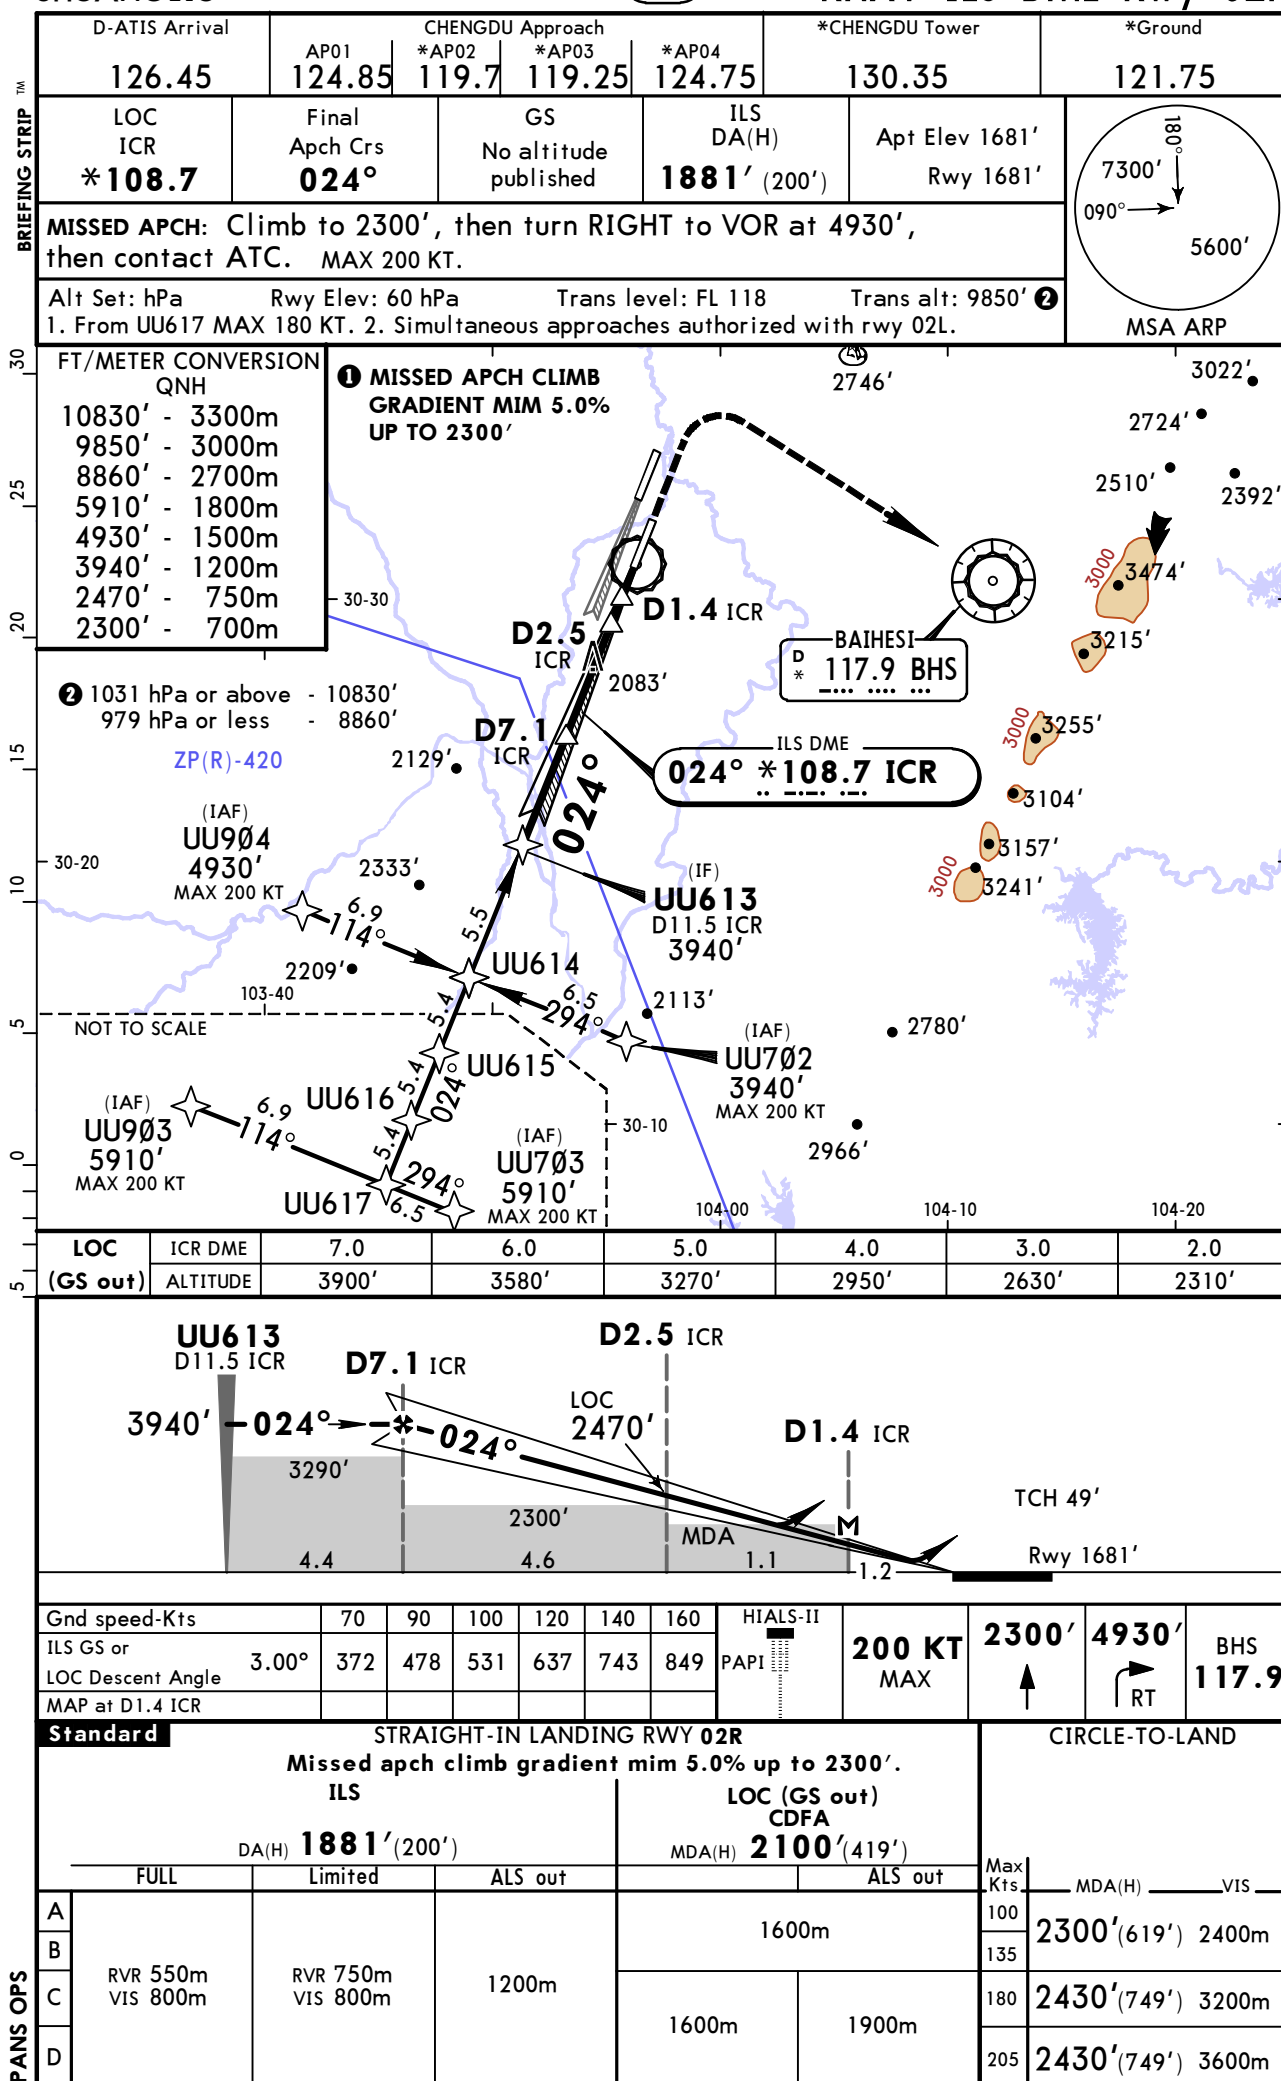 D-ATIS Arrival
126.45
CHENGDU Approach
AP01 *AP02 *AP03 *AP04
124.85 119.7 119.25 124.75
*CHENGDU Tower
130.35
*Ground
121.75
BRIEFING STRIP TM
LOC
ICR
*108.7
Final
Apch Crs
024°
GS
No altitude
published
ILS
DA(H)
1881' (200')
Apt Elev 1681'
Rwy 1681'
180°
7300'
090°
5600'
MSA ARP
MISSED APCH: Climb to 2300', then turn RIGHT to VOR at 4930',
then contact ATC. MAX 200 KT.
Alt Set: hPa Rwy Elev: 60 hPa Trans level: FL 118 Trans alt: 9850' ❷
1. From UU617 MAX 180 KT. 2. Simultaneous approaches authorized with rwy 02L.
FT/METER CONVERSION
QNH
10830' - 3300m
9850' - 3000m
8860' - 2700m
5910' - 1800m
4930' - 1500m
3940' - 1200m
2470' - 750m
2300' - 700m
❶ MISSED APCH CLIMB
GRADIENT MIM 5.0%
UP TO 2300'
2746'
3022'
2724'
2510'
2392'
3000
3474'
3215'
3000
3255'
3104'
3157'
3000
3241'
30
25
20
15
10
5
0
5
30-30
D1.4 ICR
D2.5
ICR
2083'
BAIHESI
D
* 117.9 BHS
❷ 1031 hPa or above - 10830'
979 hPa or less - 8860'
ZP(R)-420
2129'
D7.1
ICR
ILS DME
024° *108.7 ICR
024°
(IAF)
UU9Ø4
4930'
MAX 200 KT
30-20
2333'
6.9
114°
5.5
(IF)
UU613
D11.5 ICR
3940'
2209'
103-40
UU614
6.5
294°
2113'
NOT TO SCALE
5.4
(IAF)
UU7Ø2
3940'
MAX 200 KT
2780'
UU615
5.4
024°
UU616
(IAF)
UU9Ø3
5910'
MAX 200 KT
6.9
114°
5.4
30-10
2966'
(IAF)
UU7Ø3
5910'
MAX 200 KT
294°
6.5
UU617
104-00
104-10
104-20
LOC ICR DME 7.0 6.0 5.0 4.0 3.0 2.0
(GS out) ALTITUDE 3900' 3580' 3270' 2950' 2630' 2310'
UU613
D11.5 ICR
D7.1 ICR
D2.5 ICR
D1.4 ICR
3940'
024°
024°
LOC
2470'
3290'
2300'
MDA
TCH 49'
Rwy 1681'
4.4
4.6
1.1
1.2
M
Gnd speed-Kts 70 90 100 120 140 160
ILS GS or
LOC Descent Angle 3.00° 372 478 531 637 743 849
MAP at D1.4 ICR
HIALS-II
PAPI
200 KT
MAX
2300'
4930'
RT
BHS
117.9
Standard
STRAIGHT-IN LANDING RWY 02R
Missed apch climb gradient mim 5.0% up to 2300'.
ILS
DA(H) 1881'(200')
LOC (GS out)
CDFA
MDA(H) 2100'(419')
FULL Limited ALS out
ALS out
CIRCLE-TO-LAND
Max
Kts MDA(H) VIS
PANS OPS
A
B
C
D
RVR 550m
VIS 800m
RVR 750m
VIS 800m
1200m
1600m
1600m
1900m
100
135
2300'(619') 2400m
180 2430'(749') 3200m
205 2430'(749') 3600m